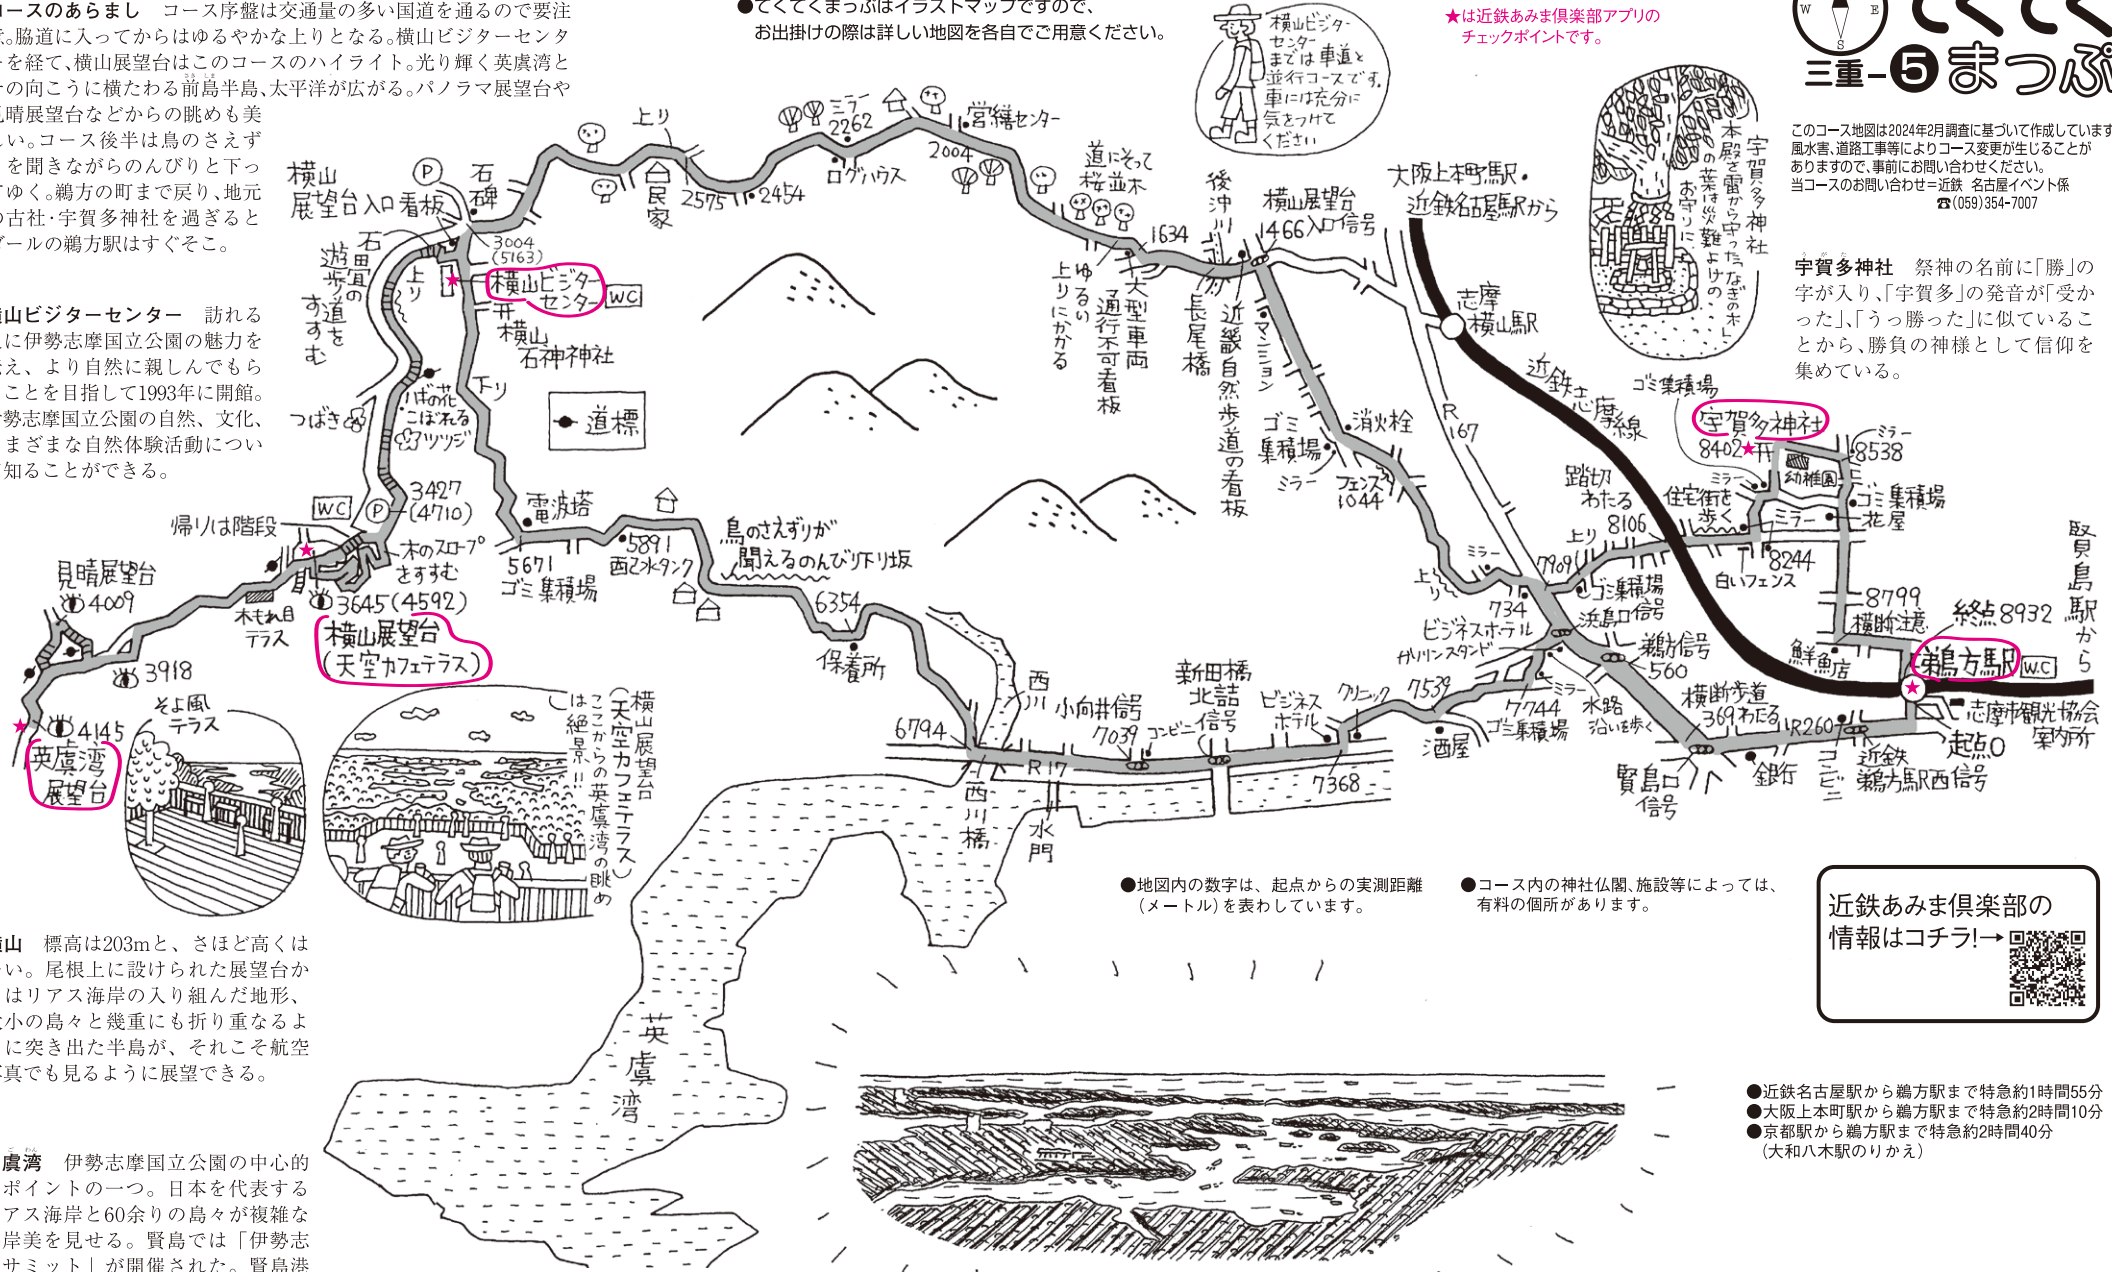 コース序盤は交通量の多い国道を通るので要注
脇道に入ってからはゆるやかな上りとなる。横山ビジターセンタ
を経て、横山展望台はこのコースのハイライト。光り輝く英虞湾と
の向こうに横たわる前島半島、太平洋が広がる。パノラマ展望台や
晴展望台などからの眺めも美
い。コース後半は鳥のさえず
を聞きながらのんびりと下っ
ゆく。鵜方の町まで戻り、地元
古社・宇賀多神社を過ぎると
ールの鵜方駅はすぐそこ。
山ビジターセンター 訪れる
に伊勢志摩国立公園の魅力を
え、より自然に親しんでもら
ことを目指して1993年に開館。
勢志摩国立公園の自然、文化、
まざまな自然体験活動につい
知ることができる。
●てくてくまっぷはイラストマップですので、
お出掛けの際は詳しい地図を各自でご用意ください。
横山ビジター
センター
までは車道と
並行コースです。
車には充分に
気をつけて
ください
★は近鉄あみま倶楽部アプリの
チェックポイントです。
W
E
S
てくてく
三重-5まっぷ
このコース地図は2024年2月調査に基づいて作成しています
風水害、道路工事等によりコース変更が生じることが
ありますので、事前にお問い合わせください。
当コースのお問い合わせ=近鉄 名古屋イベント係
☎(059)354-7007
宇賀多神社 祭神の名前に「勝」の
字が入り、「宇賀多」の発音が「受か
った」、「うっ勝った」に似ているこ
とから、勝負の神様として信仰を
集めている。
宇賀多神社
本殿を雷から守ったなぎの木
の葉は災難よけの
お守りに
横山
展望台入口看板
P
石碑
上り
民家
2575
2454
ミラー
2262
ログハウス
2004
営繕センター
道にそって
桜並木
後沖川
横山展望台
1466入口信号
1634
大阪上本町駅・
近鉄名古屋駅から
3004
(5163)
横山ビジター
センター
WC
横山
石神神社
石畳の
遊歩道を
すすむ
上り
下り
つばき
こぼれる
ツツジ
道標
ゆるい
上りにかかる
大型車両
通行不可看板
長尾橋
近畿自然歩道の看板
マンション
ゴミ
集積場
ミラー
消火栓
フェンス
1044
志摩
横山駅
近鉄志摩線
R
167
ゴミ集積場
宇賀多神社
8402
ミラー
8538
幼稚園
ゴミ集積場
花屋
踏切
わたる
8106
住宅街を
歩く
ミラー
ミラー
8244
白いフェンス
賢島駅から
WC
P
3427
(4710)
帰りは階段
木のスロープ
をすすむ
見晴展望台
4009
木もれ日
テラス
3645(4592)
横山展望台
(天空カフェテラス)
3918
4145
英虞湾
展望台
そよ風
テラス
横山展望台
(天空カフェテラス)
ここからの英虞湾の眺め
は絶景!!
電波塔
5671
ゴミ集積場
5891
鳥のさえずりが
聞えるのんびり下り坂
6354
保養所
6794
西川
西川橋
水門
小向井信号
7039
コンビニ
新田橋
北詰
信号
ビジネス
ホテル
7368
クリニック
7539
酒屋
上り
ミラー
734
7909
上り
ゴミ集積場
浜島口信号
ビジネスホテル
ガソリンスタンド
ミラー
7744
ゴミ集積場
水路
沿いを歩く
鵜方信号
560
横断歩道
369わたる
R260
賢島口
信号
銀行
コンビニ
近鉄
鵜方駅西信号
8799
横断注意
鮮魚店
終点8932
鵜方駅
WC
志摩市観光協会
案内所
起点0
●地図内の数字は、起点からの実測距離
(メートル)を表わしています。
●コース内の神社仏閣、施設等によっては、
有料の個所があります。
近鉄あみま倶楽部の
情報はコチラ!→
山 標高は203mと、さほど高くは
い。尾根上に設けられた展望台か
はリアス海岸の入り組んだ地形、
小の島々と幾重にも折り重なるよ
に突き出た半島が、それこそ航空
真でも見るように展望できる。
英虞湾
虞湾 伊勢志摩国立公園の中心的
ポイントの一つ。日本を代表する
アス海岸と60余りの島々が複雑な
岸美を見せる。賢島では「伊勢志
サミット」が開催された。賢島港
●近鉄名古屋駅から鵜方駅まで特急約1時間55分
●大阪上本町駅から鵜方駅まで特急約2時間10分
●京都駅から鵜方駅まで特急約2時間40分
(大和八木駅のりかえ)